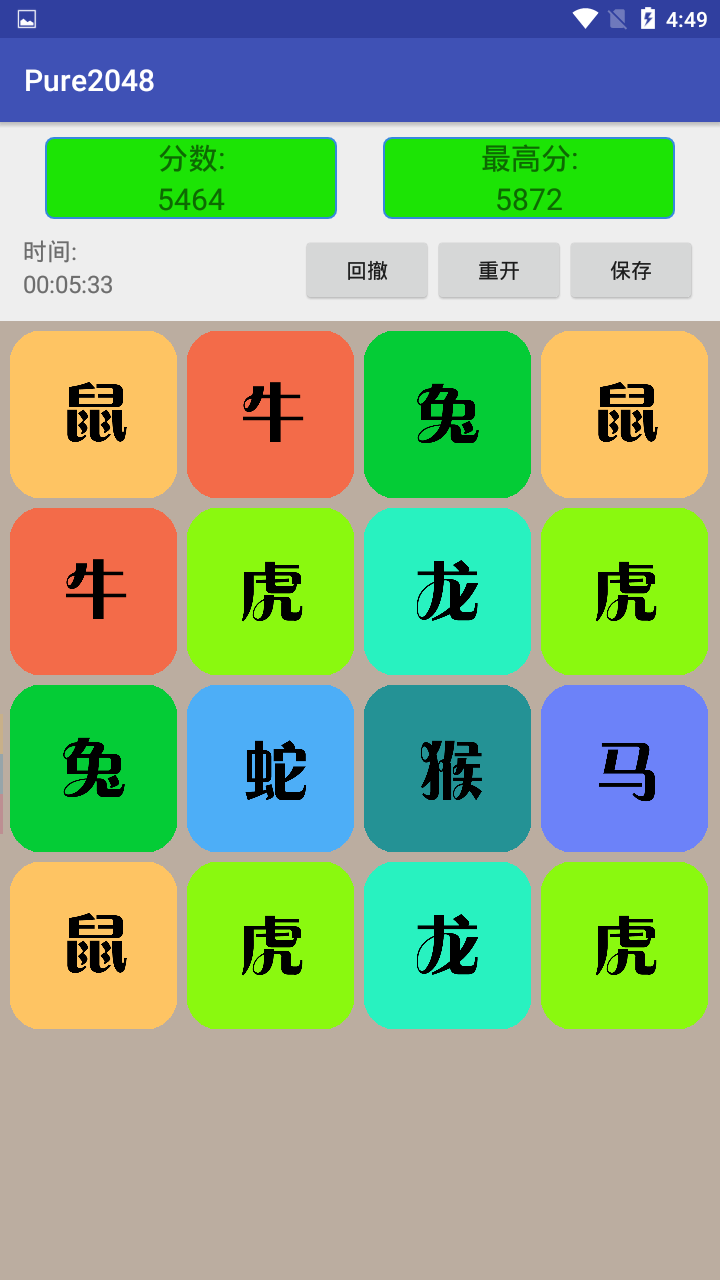 4:49
Pure2048
分数: 最高分:
5464 5872
时间:
00:05:33
回撤 重开 保存
鼠 牛 兔 鼠
牛 虎 龙 虎
兔 蛇 猴 马
鼠 虎 龙 虎